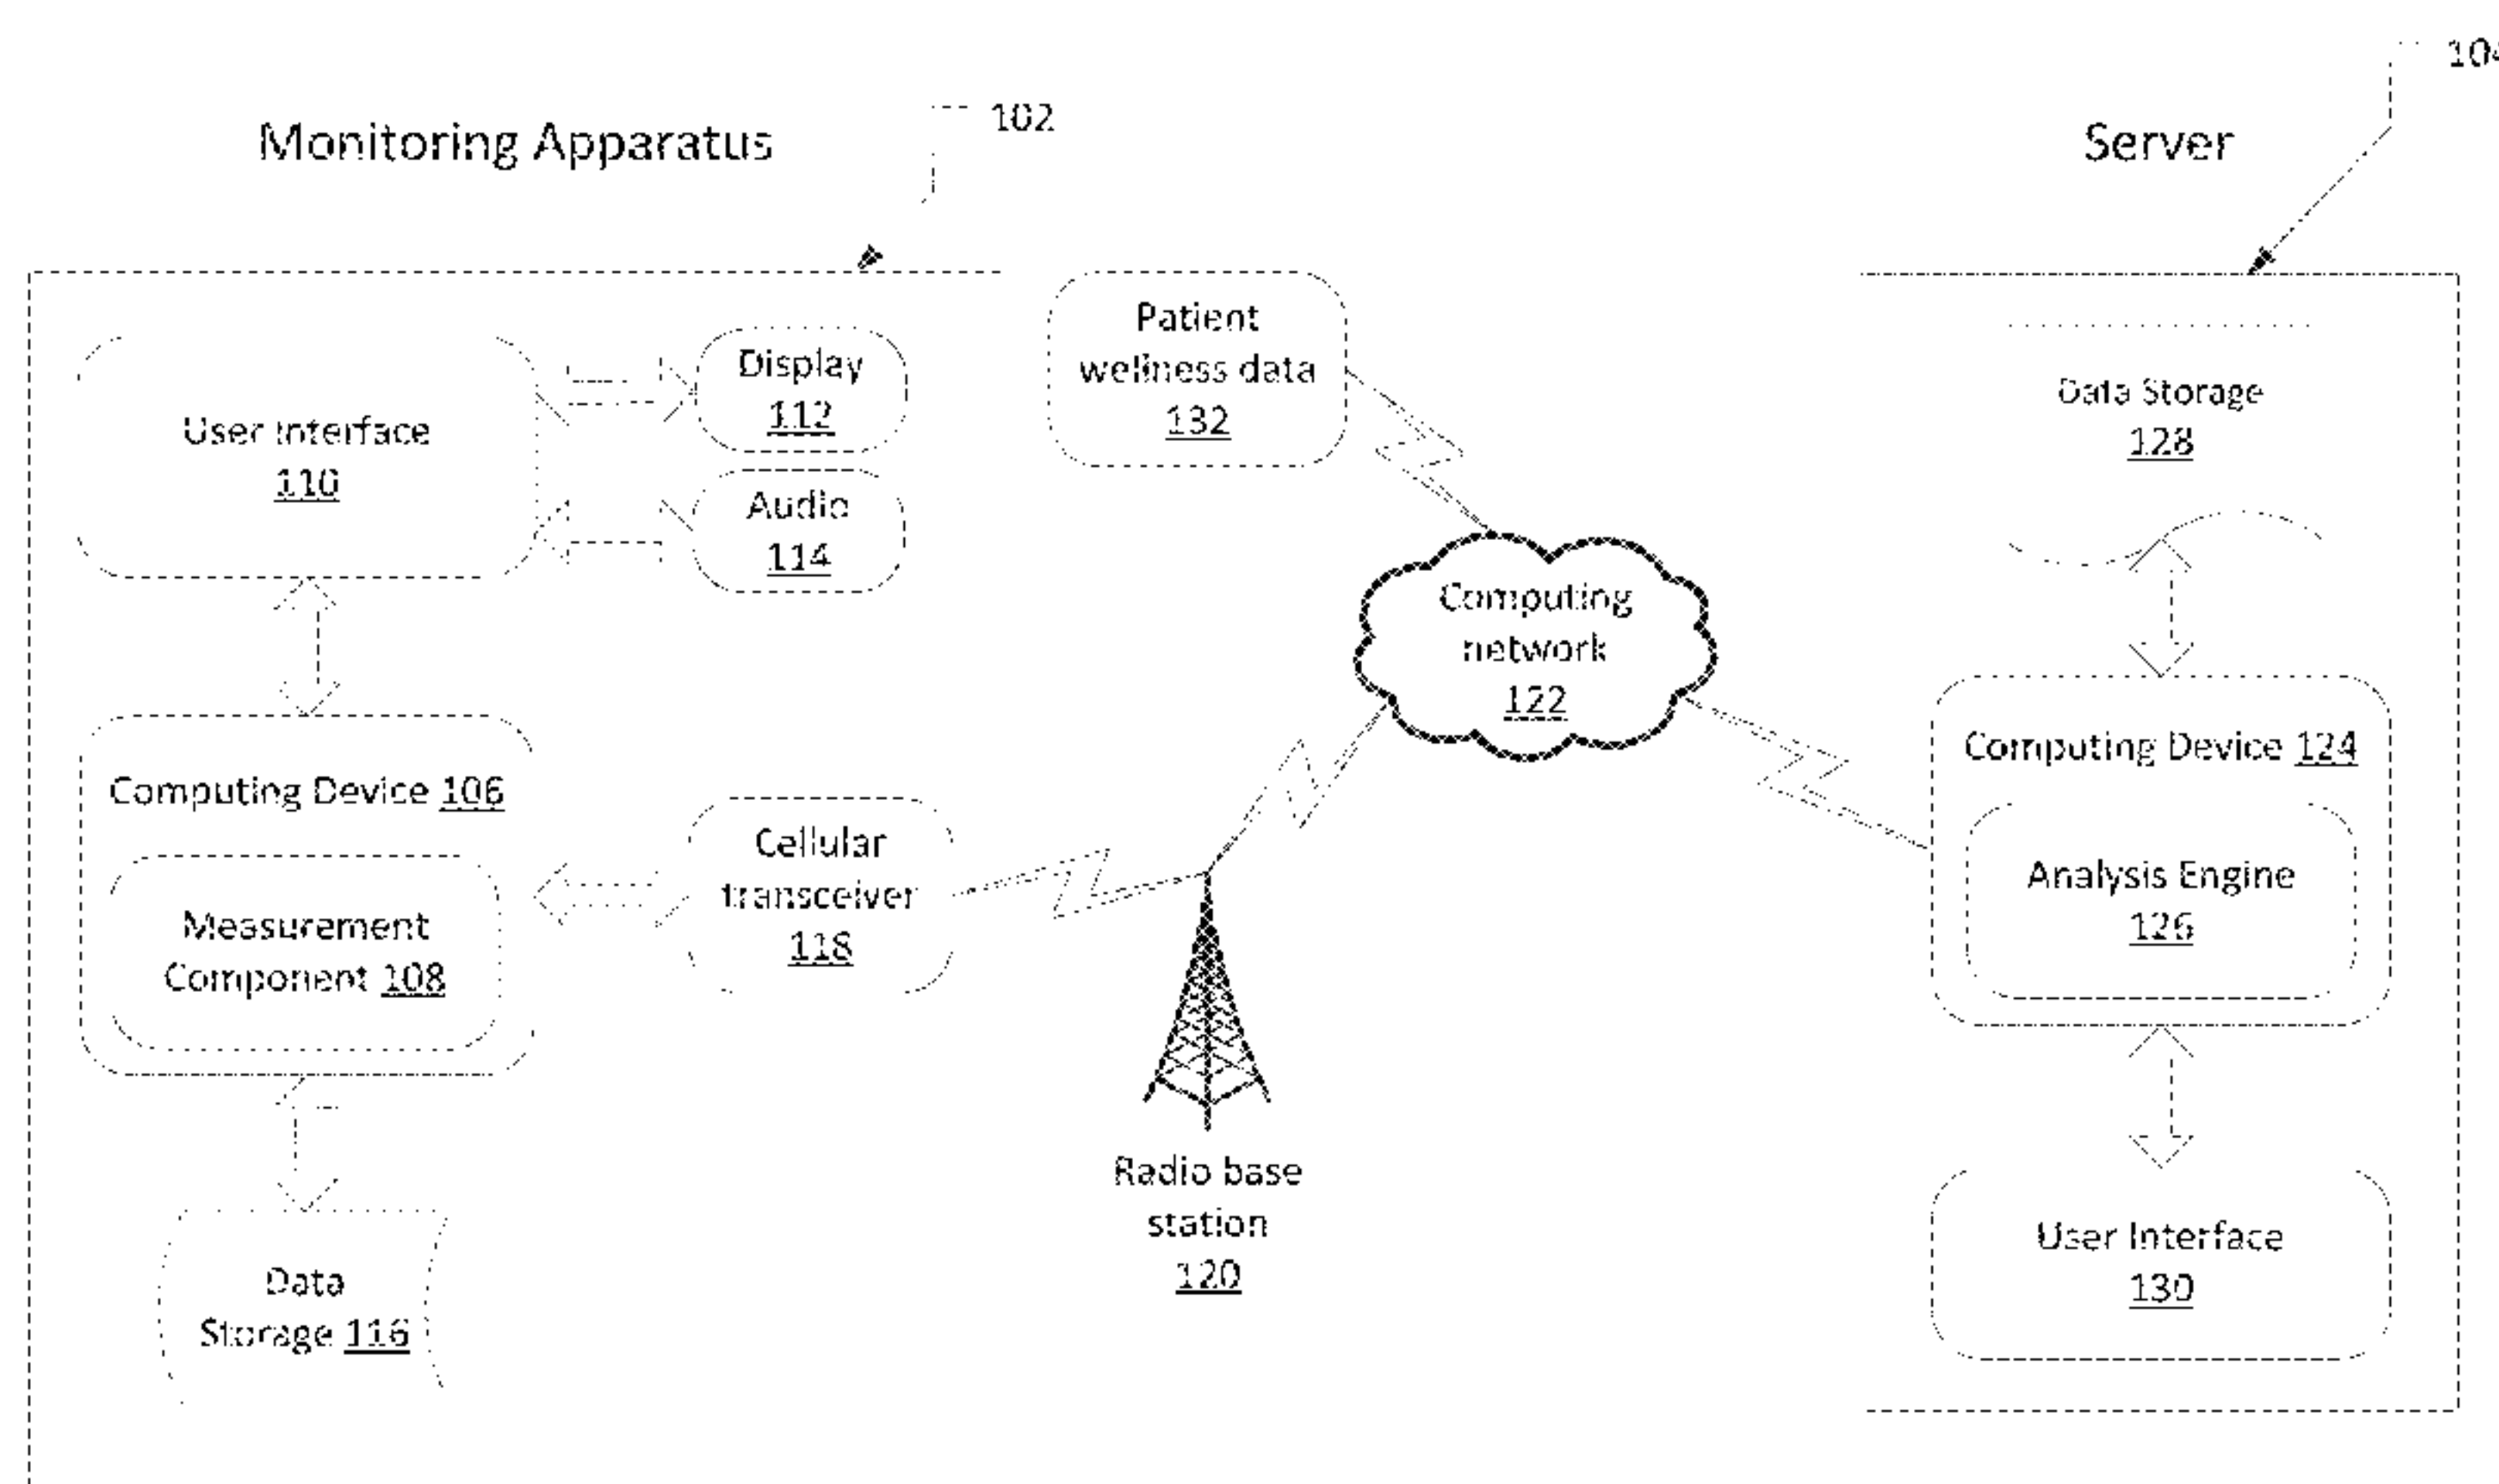 Monitoring Apparatus
102
Server
104
User Interface
110
Display
112
Audio
114
Patient
wellness data
132
Data Storage
128
Computing
network
122
Computing Device 106
Measurement
Component 108
Cellular
transceiver
118
Computing Device 124
Analysis Engine
126
Radio base
station
120
Data
Storage 116
User Interface
130